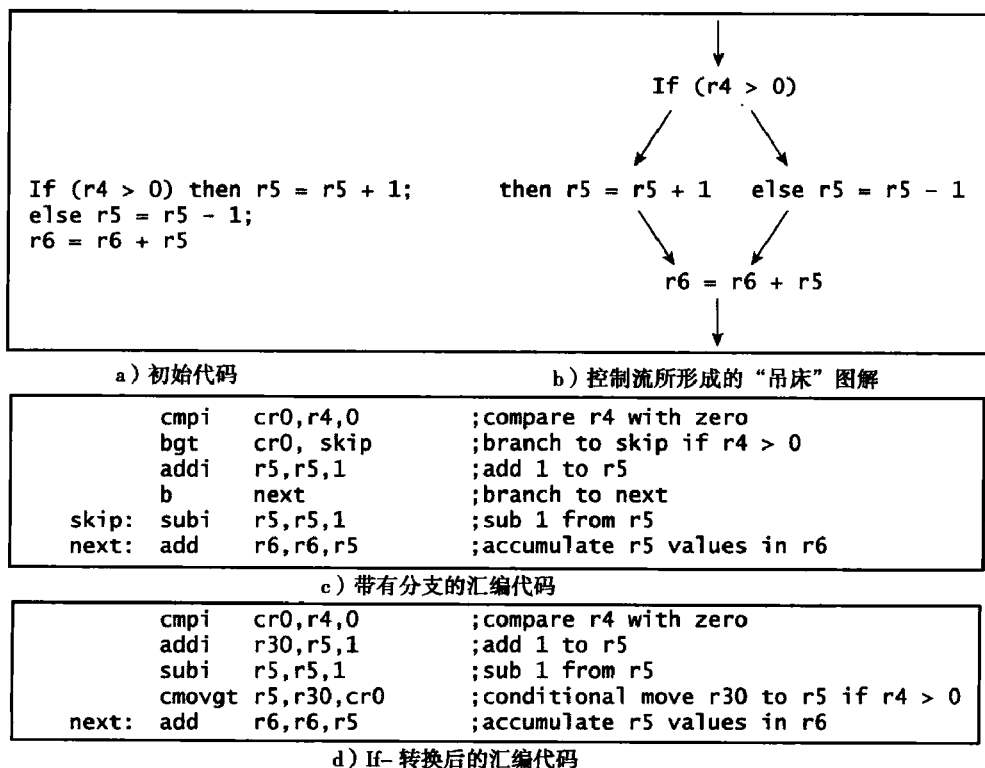 If (r4 > 0) then r5 = r5 + 1;
else r5 = r5 - 1;
r6 = r6 + r5
If (r4 > 0)
then r5 = r5 + 1 else r5 = r5 - 1
r6 = r6 + r5
a）初始代码
b）控制流所形成的“吊床”图解
cmpi cr0,r4,0 ;compare r4 with zero
bgt cr0, skip ;branch to skip if r4 > 0
addi r5,r5,1 ;add 1 to r5
b next ;branch to next
skip: subi r5,r5,1 ;sub 1 from r5
next: add r6,r6,r5 ;accumulate r5 values in r6
c）带有分支的汇编代码
cmpi cr0,r4,0 ;compare r4 with zero
addi r30,r5,1 ;add 1 to r5
subi r5,r5,1 ;sub 1 from r5
cmovgt r5,r30,cr0 ;conditional move r30 to r5 if r4 > 0
next: add r6,r6,r5 ;accumulate r5 values in r6
d）If-转换后的汇编代码